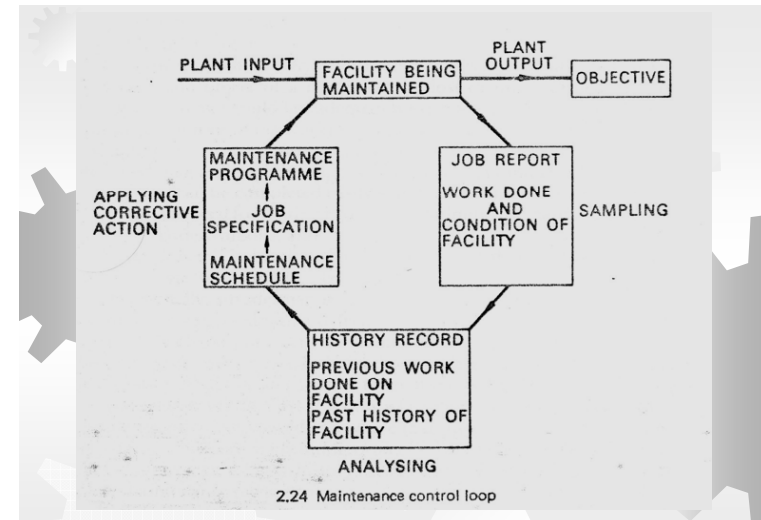 PLANT INPUT
FACILITY BEING
MAINTAINED
PLANT
OUTPUT
OBJECTIVE
APPLYING
CORRECTIVE
ACTION
MAINTENANCE
PROGRAMME
JOB
SPECIFICATION
MAINTENANCE
SCHEDULE
JOB REPORT
WORK DONE
AND
CONDITION OF
FACILITY
SAMPLING
HISTORY RECORD
PREVIOUS WORK
DONE ON
FACILITY
PAST HISTORY OF
FACILITY
ANALYSING
2.24 Maintenance control loop